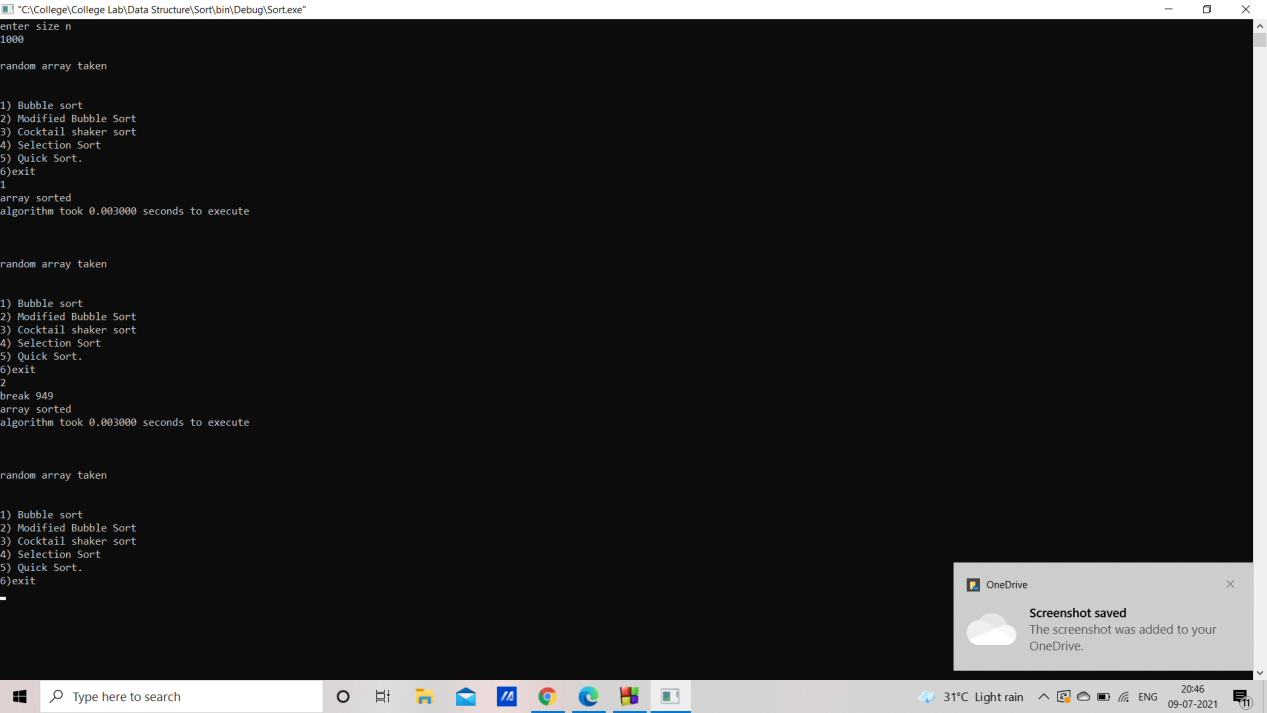 "C:\College\College Lab\Data Structure\Sort\bin\Debug\Sort.exe"
enter size n
1000
random array taken
1) Bubble sort
2) Modified Bubble Sort
3) Cocktail shaker sort
4) Selection Sort
5) Quick Sort.
6)exit
1
array sorted
algorithm took 0.003000 seconds to execute
random array taken
1) Bubble sort
2) Modified Bubble Sort
3) Cocktail shaker sort
4) Selection Sort
5) Quick Sort.
6)exit
2
break 949
array sorted
algorithm took 0.003000 seconds to execute
random array taken
1) Bubble sort
2) Modified Bubble Sort
3) Cocktail shaker sort
4) Selection Sort
5) Quick Sort.
6)exit
OneDrive
Screenshot saved
The screenshot was added to your
OneDrive.
Type here to search
31°C Light rain
ENG
20:46
09-07-2021
11